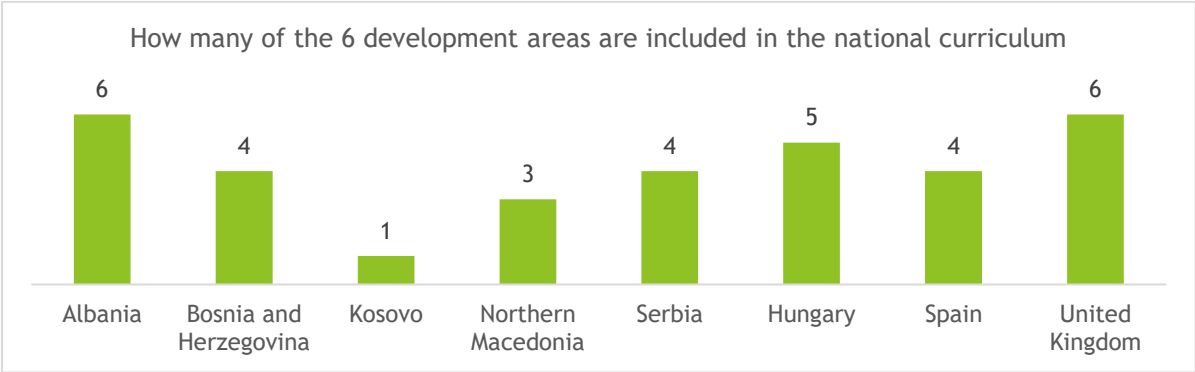 How many of the 6 development areas are included in the national curriculum
6
4
1
3
4
5
4
6
Albania
Bosnia and
Herzegovina
Kosovo
Northern
Macedonia
Serbia
Hungary
Spain
United
Kingdom